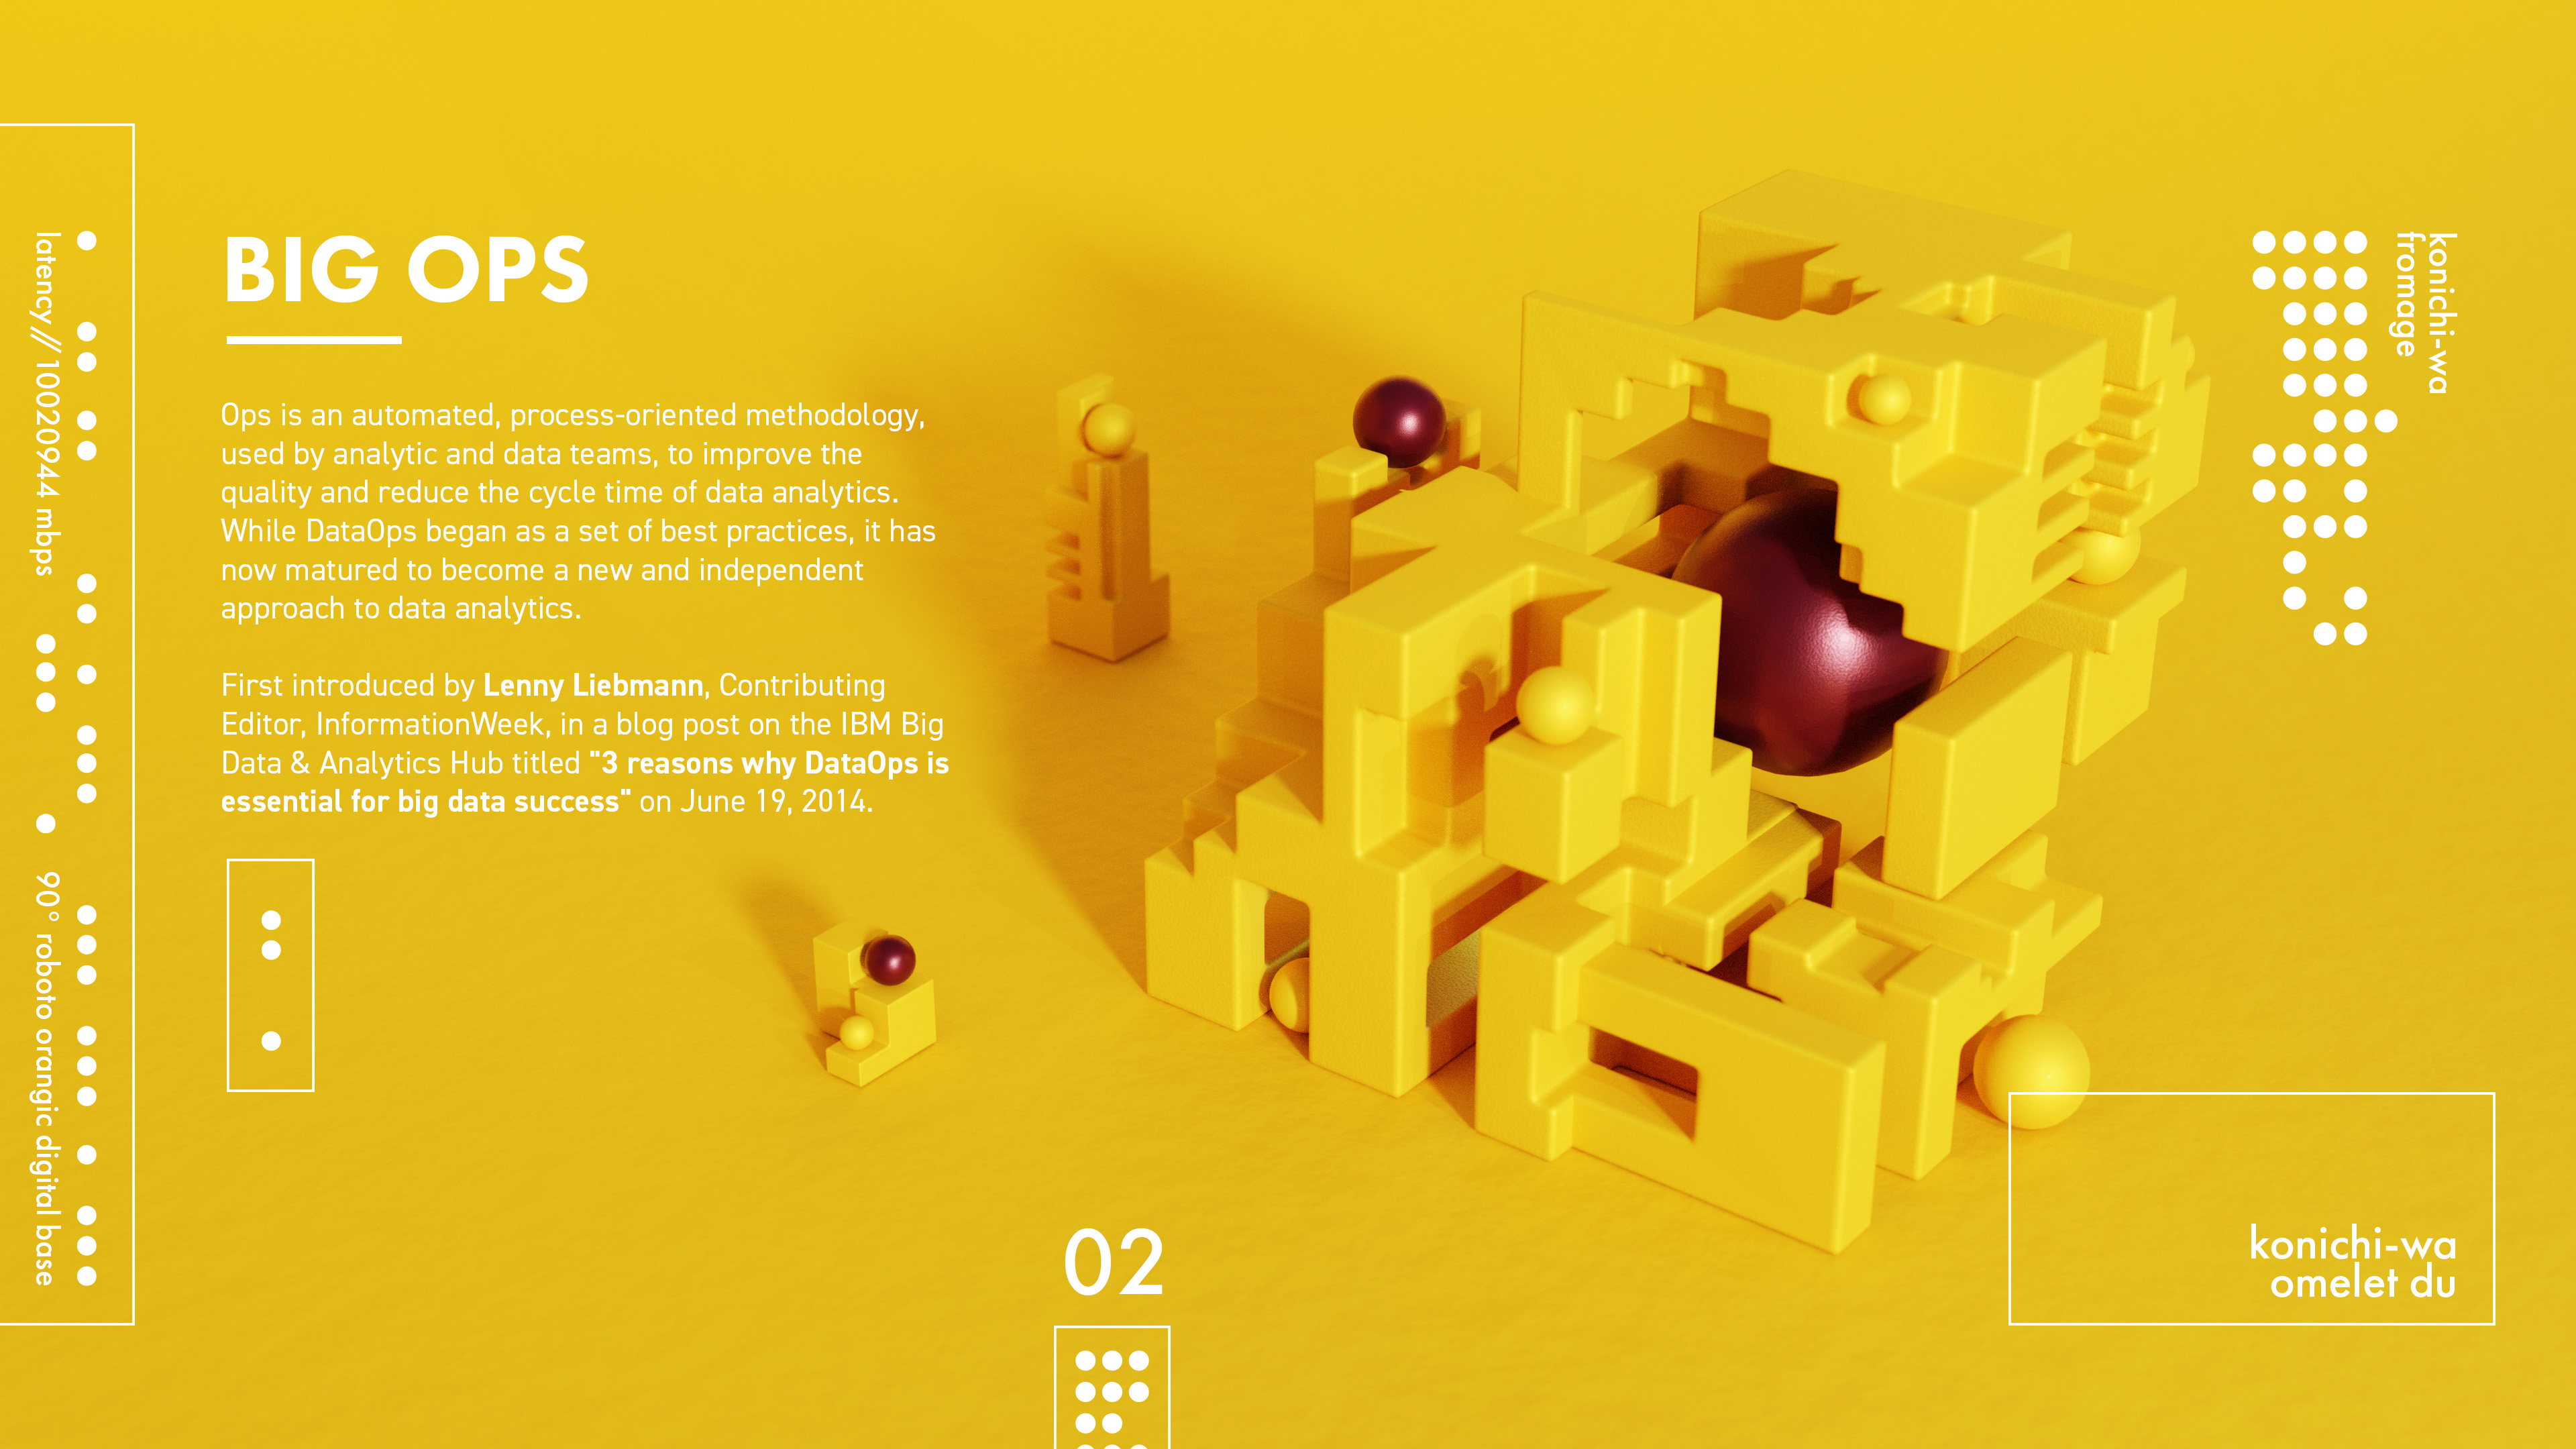 latency // 10020944 mbps
90° roboto orangic digital base
BIG OPS
Ops is an automated, process-oriented methodology,
used by analytic and data teams, to improve the
quality and reduce the cycle time of data analytics.
While DataOps began as a set of best practices, it has
now matured to become a new and independent
approach to data analytics.
First introduced by Lenny Liebmann, Contributing
Editor, InformationWeek, in a blog post on the IBM Big
Data & Analytics Hub titled "3 reasons why DataOps is
essential for big data success" on June 19, 2014.
konichi-wa
fromage
02
konichi-wa
omelet du